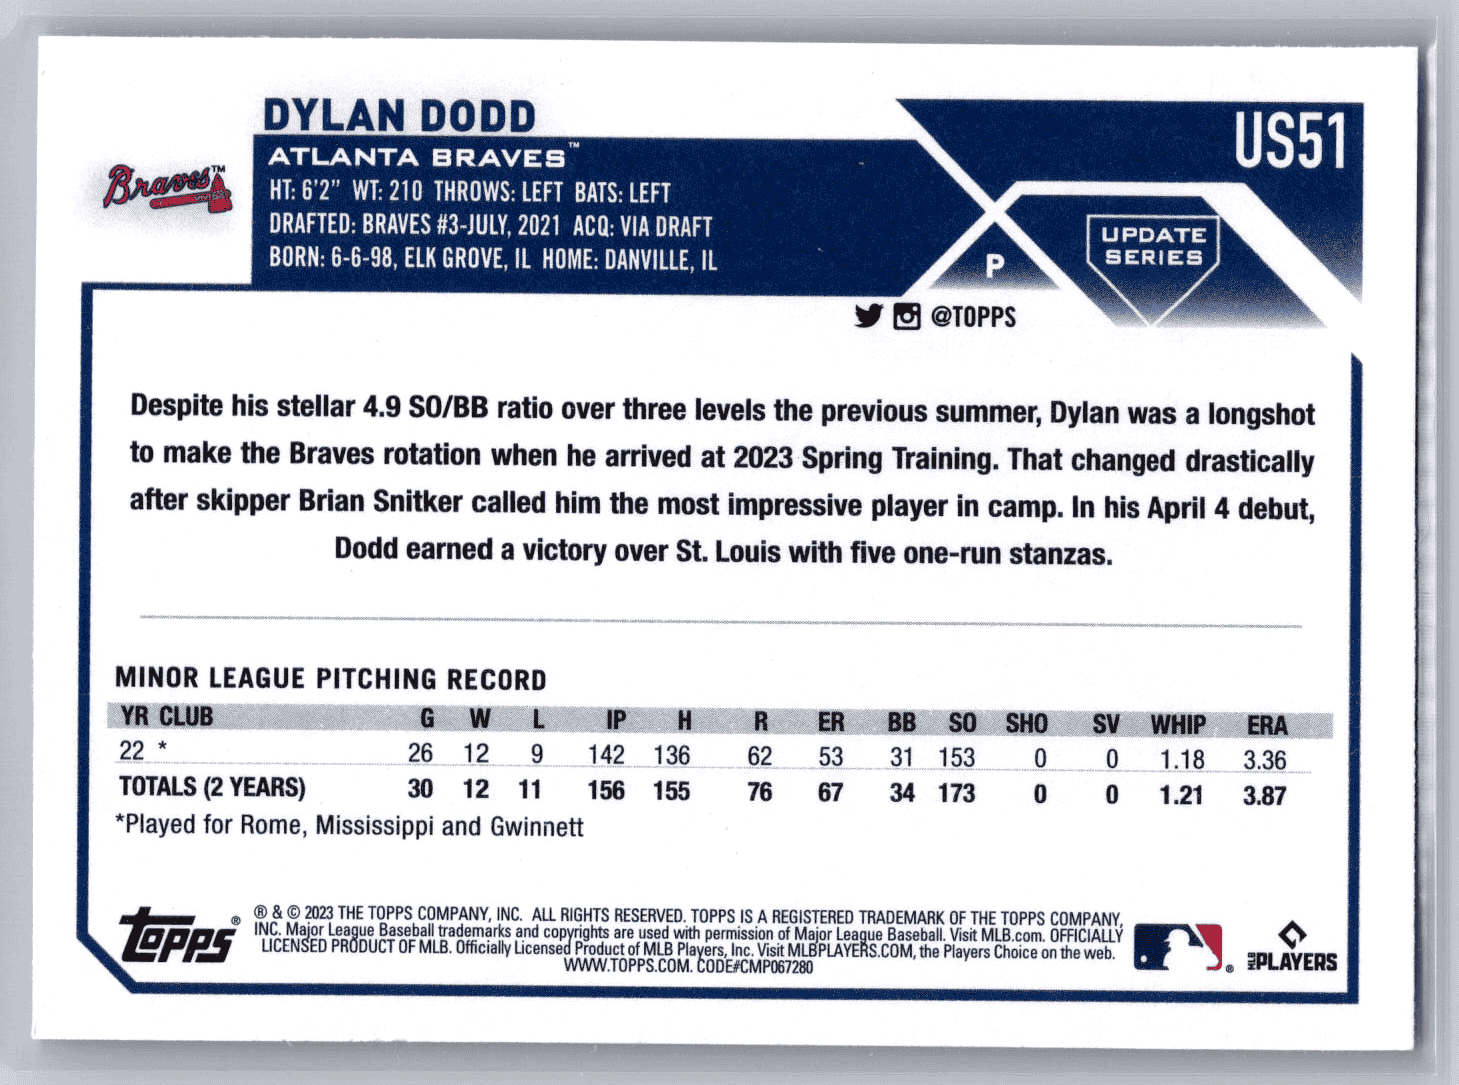 DYLAN DODD
US51
Braves™
ATLANTA BRAVES™
HT: 6'2" WT: 210 THROWS: LEFT BATS: LEFT
DRAFTED: BRAVES #3-JULY, 2021 ACQ: VIA DRAFT
BORN: 6-6-98, ELK GROVE, IL HOME: DANVILLE, IL
P
UPDATE
SERIES
@TOPPS
Despite his stellar 4.9 SO/BB ratio over three levels the previous summer, Dylan was a longshot
to make the Braves rotation when he arrived at 2023 Spring Training. That changed drastically
after skipper Brian Snitker called him the most impressive player in camp. In his April 4 debut,
Dodd earned a victory over St. Louis with five one-run stanzas.
MINOR LEAGUE PITCHING RECORD
YR CLUB G W L IP H R ER BB SO SHO SV WHIP ERA
22 * 26 12 9 142 136 62 53 31 153 0 0 1.18 3.36
TOTALS (2 YEARS) 30 12 11 156 155 76 67 34 173 0 0 1.21 3.87
*Played for Rome, Mississippi and Gwinnett
Topps®
® & © 2023 THE TOPPS COMPANY, INC. ALL RIGHTS RESERVED. TOPPS IS A REGISTERED TRADEMARK OF THE TOPPS COMPANY,
INC. Major League Baseball trademarks and copyrights are used with permission of Major League Baseball. Visit MLB.com. OFFICIALLY
LICENSED PRODUCT OF MLB. Officially Licensed Product of MLB Players, Inc. Visit MLBPLAYERS.COM, the Players Choice on the web.
WWW.TOPPS.COM. CODE#CMP067280
®
MLB PLAYERS